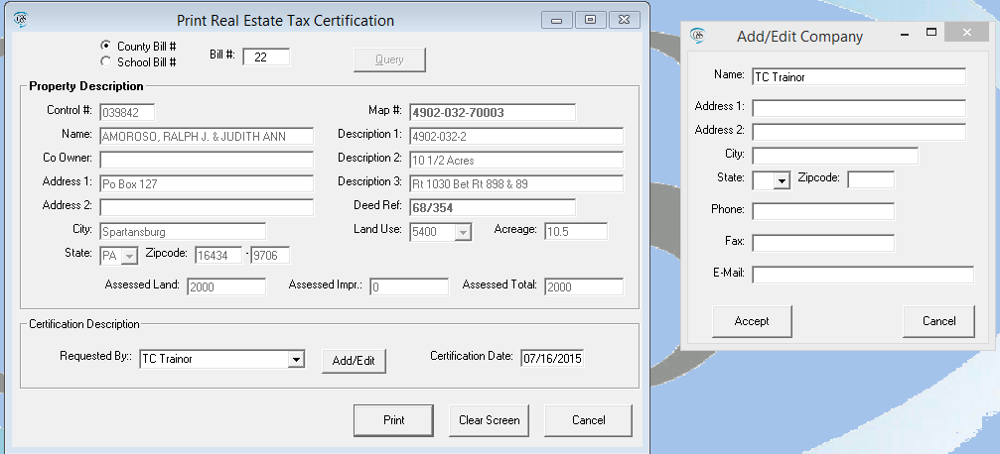 Print Real Estate Tax Certification
County Bill #
School Bill #
Bill #: 22
Query
Property Description
Control #: 039842
Map #: 4902-032-70003
Name: AMOROSO, RALPH J. & JUDITH ANN
Description 1: 4902-032-2
Co Owner:
Description 2: 10 1/2 Acres
Address 1: Po Box 127
Description 3: Rt 1030 Bet Rt 898 & 89
Address 2:
Deed Ref: 68/354
City: Spartansburg
Land Use: 5400
Acreage: 10.5
State: PA Zipcode: 16434 - 9706
Assessed Land: 2000
Assessed Impr.: 0
Assessed Total: 2000
Certification Description
Requested By:: TC Trainor
Add/Edit
Certification Date: 07/16/2015
Print
Clear Screen
Cancel
Add/Edit Company
Name: TC Trainor
Address 1:
Address 2:
City:
State: Zipcode:
Phone:
Fax:
E-Mail:
Accept
Cancel